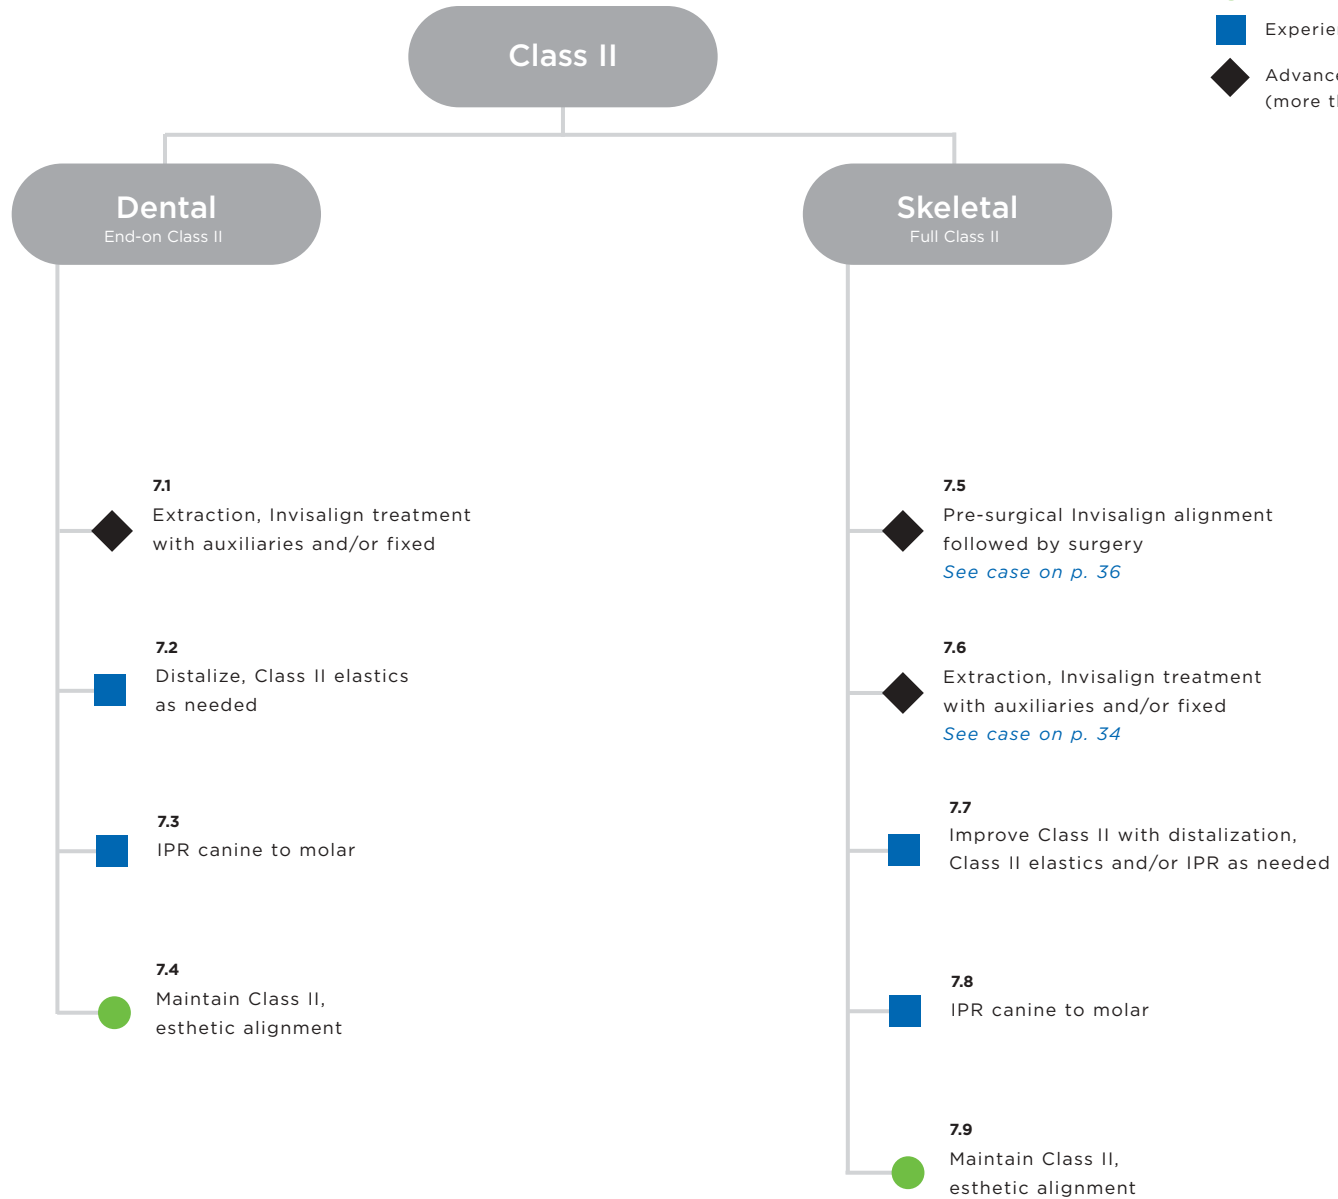 Class II
Dental
End-on Class II
Skeletal
Full Class II
7.1
Extraction, Invisalign treatment
with auxiliaries and/or fixed
7.2
Distalize, Class II elastics
as needed
7.3
IPR canine to molar
7.4
Maintain Class II,
esthetic alignment
7.5
Pre-surgical Invisalign alignment
followed by surgery
See case on p. 36
7.6
Extraction, Invisalign treatment
with auxiliaries and/or fixed
See case on p. 34
7.7
Improve Class II with distalization,
Class II elastics and/or IPR as needed
7.8
IPR canine to molar
7.9
Maintain Class II,
esthetic alignment
(more